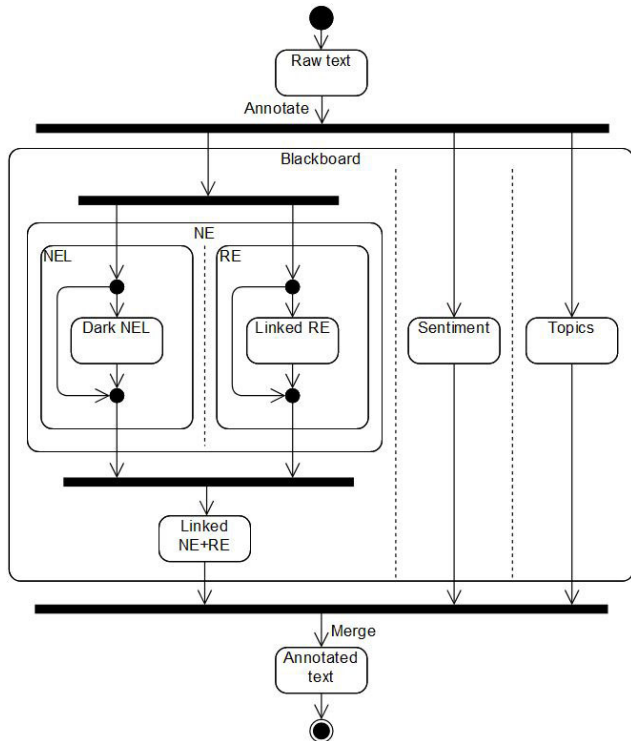 Raw text
Annotate
Blackboard
NE
NEL
RE
Dark NEL
Linked RE
Sentiment
Topics
Linked
NE+RE
Merge
Annotated
text